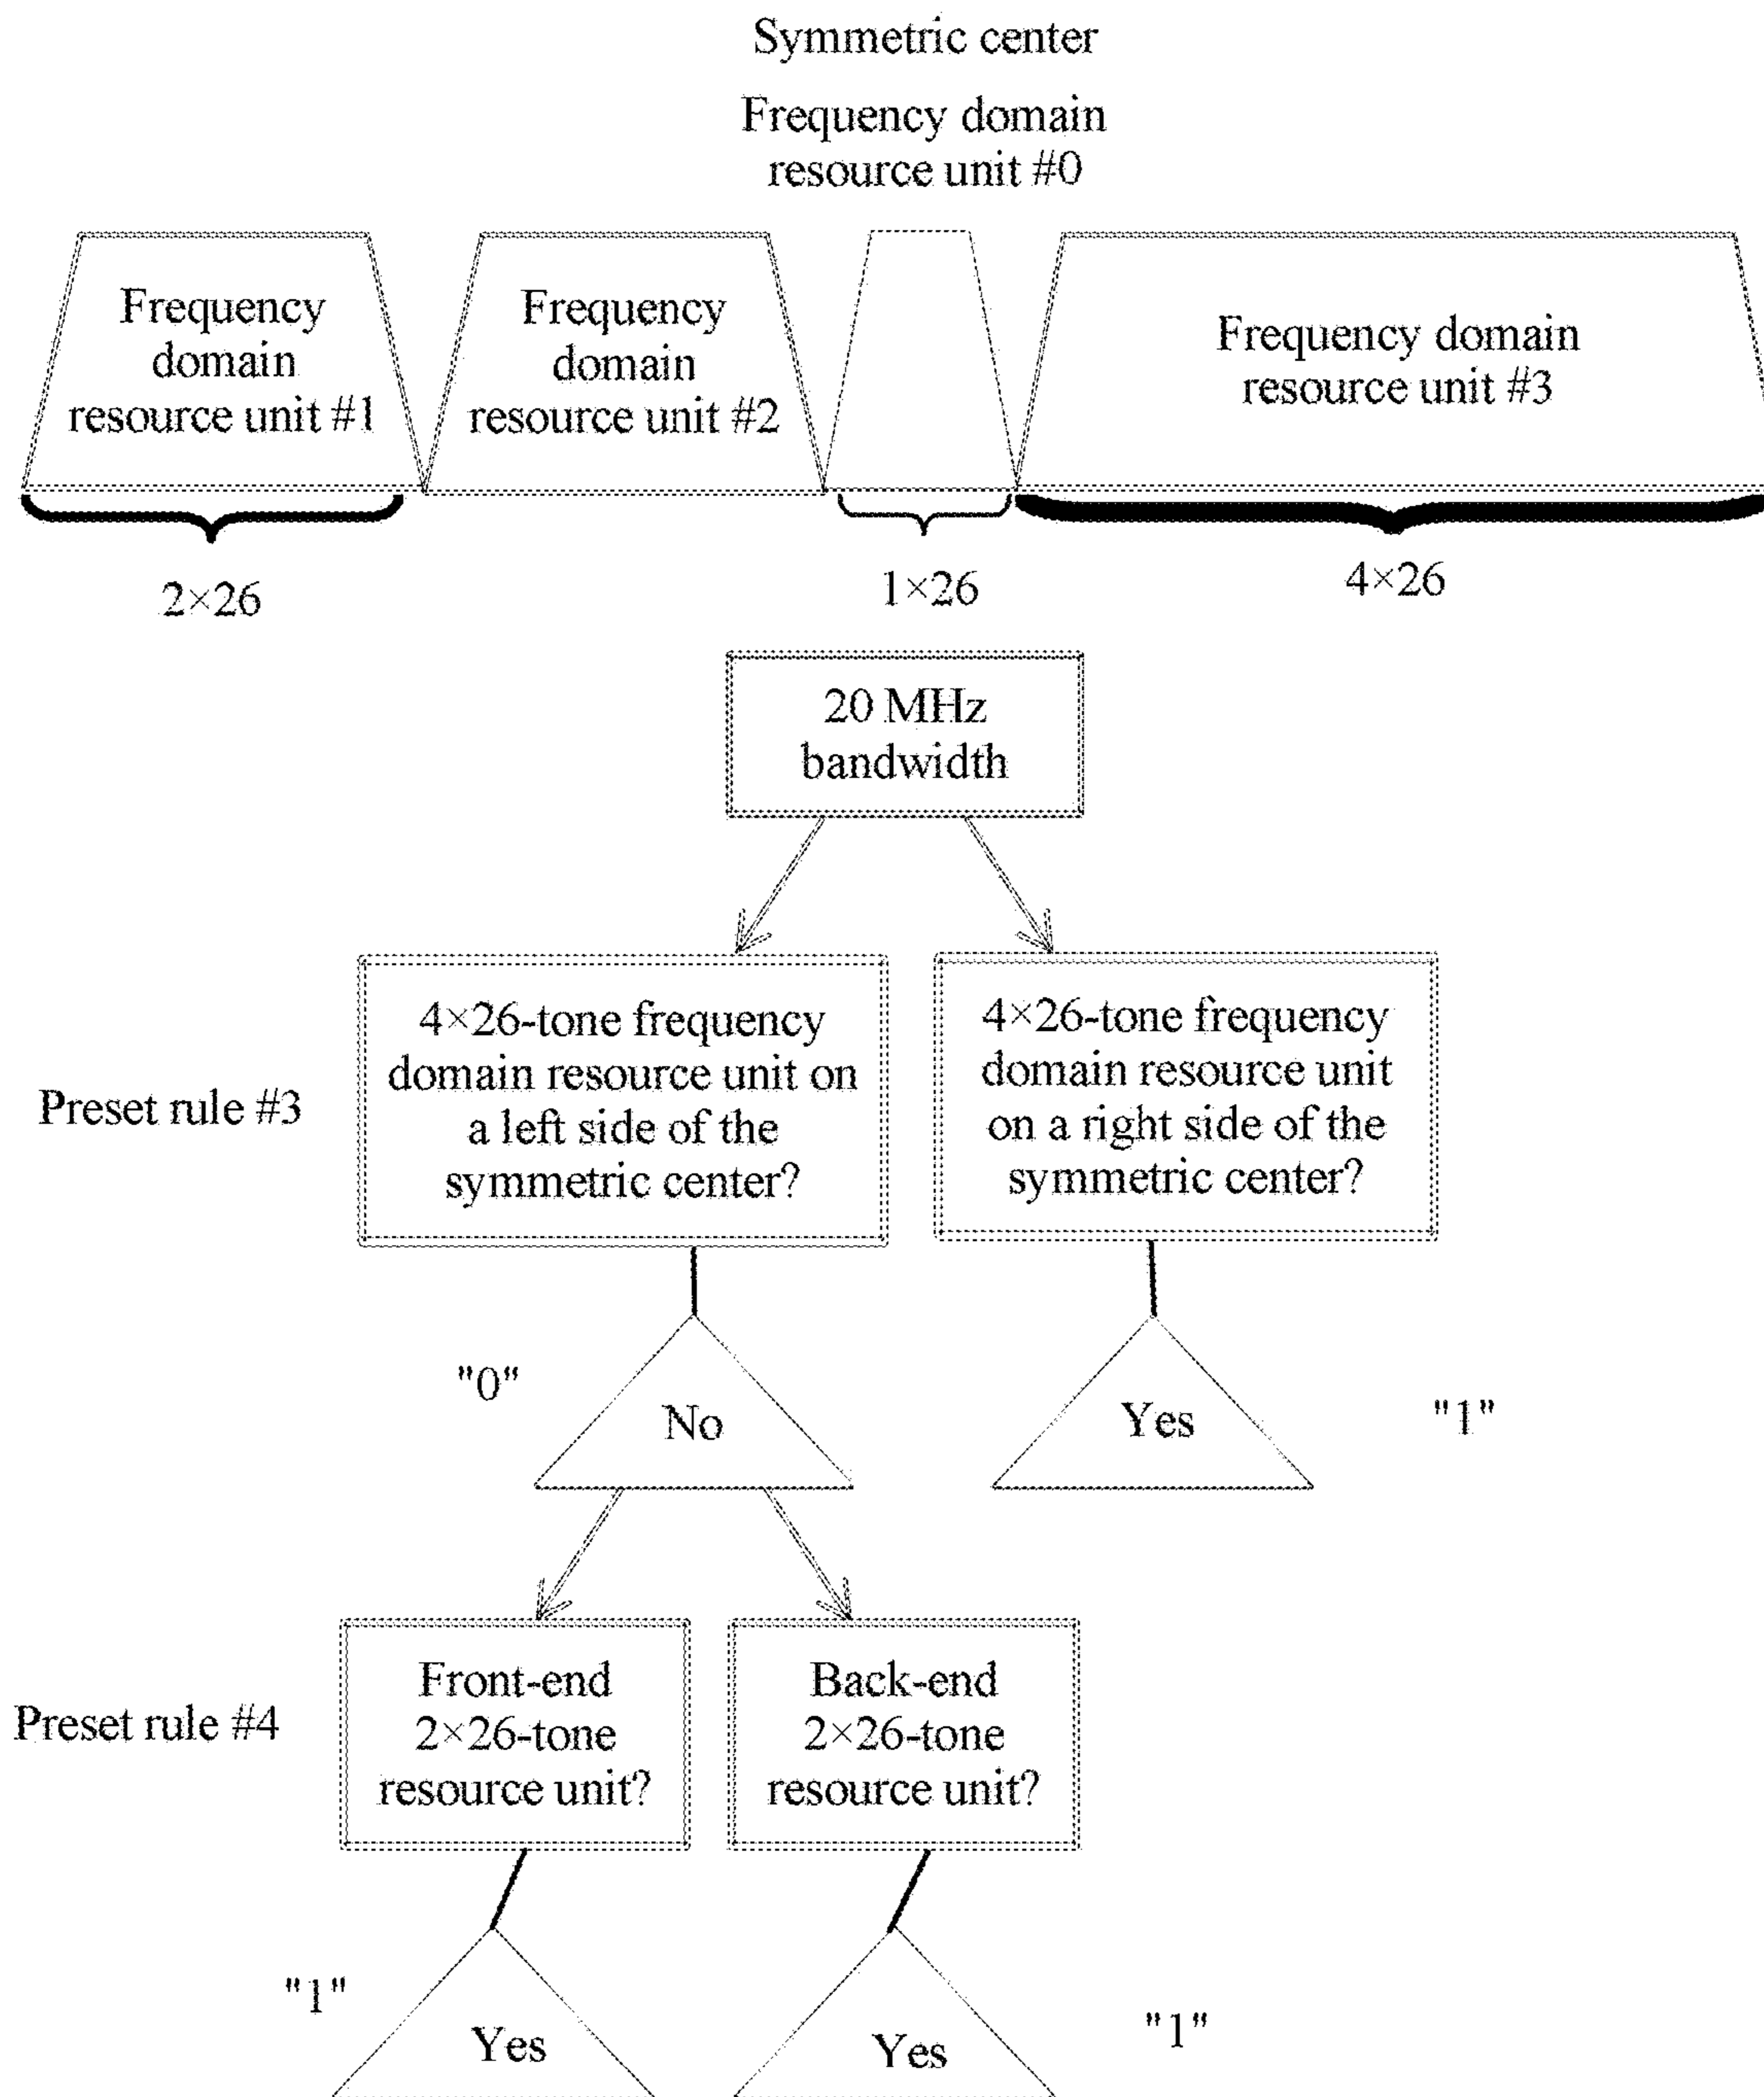 Symmetric center
Frequency domain
resource unit #0
Frequency
domain
resource unit #1
Frequency
domain
resource unit #2
Frequency domain
resource unit #3
2×26
1×26
4×26
20 MHz
bandwidth
Preset rule #3
4×26-tone frequency
domain resource unit on
a left side of the
symmetric center?
4×26-tone frequency
domain resource unit
on a right side of the
symmetric center?
"0"
No
Yes
"1"
Preset rule #4
Front-end
2×26-tone
resource unit?
Back-end
2×26-tone
resource unit?
"1"
Yes
Yes
"1"